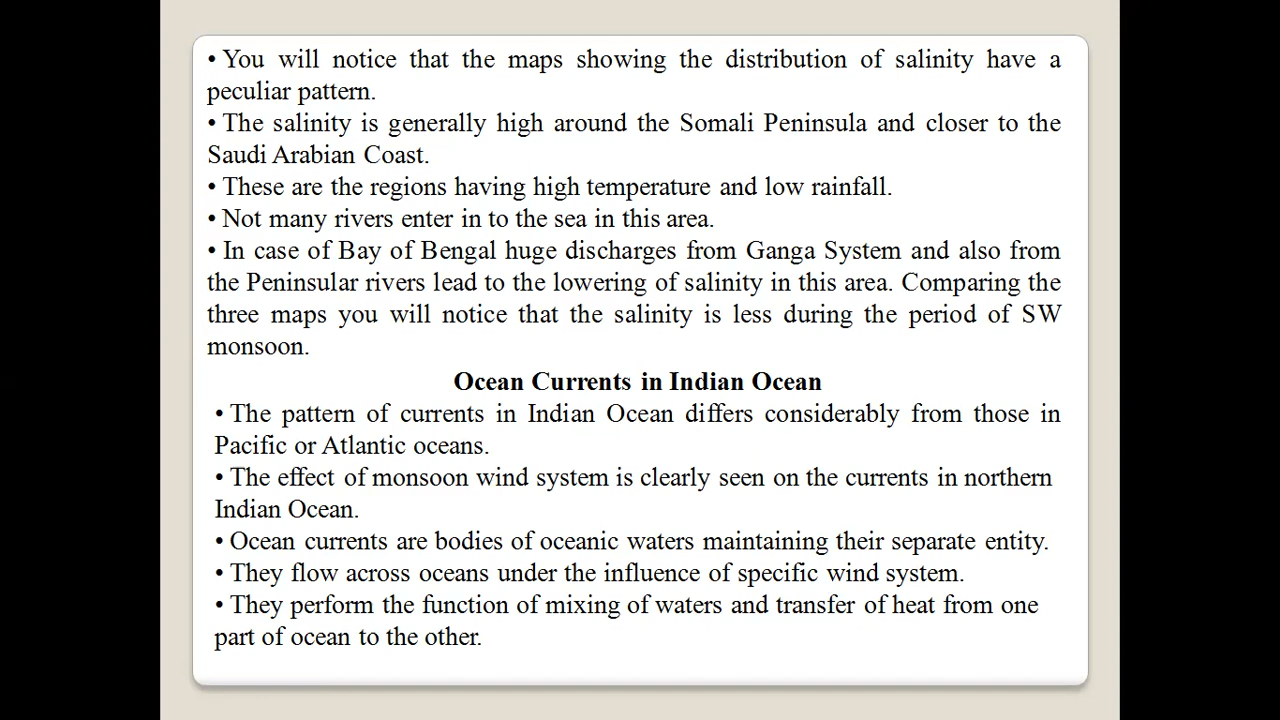 • You will notice that the maps showing the distribution of salinity have a
peculiar pattern.
• The salinity is generally high around the Somali Peninsula and closer to the
Saudi Arabian Coast.
• These are the regions having high temperature and low rainfall.
• Not many rivers enter in to the sea in this area.
• In case of Bay of Bengal huge discharges from Ganga System and also from
the Peninsular rivers lead to the lowering of salinity in this area. Comparing the
three maps you will notice that the salinity is less during the period of SW
monsoon.
Ocean Currents in Indian Ocean
• The pattern of currents in Indian Ocean differs considerably from those in
Pacific or Atlantic oceans.
• The effect of monsoon wind system is clearly seen on the currents in northern
Indian Ocean.
• Ocean currents are bodies of oceanic waters maintaining their separate entity.
• They flow across oceans under the influence of specific wind system.
• They perform the function of mixing of waters and transfer of heat from one
part of ocean to the other.